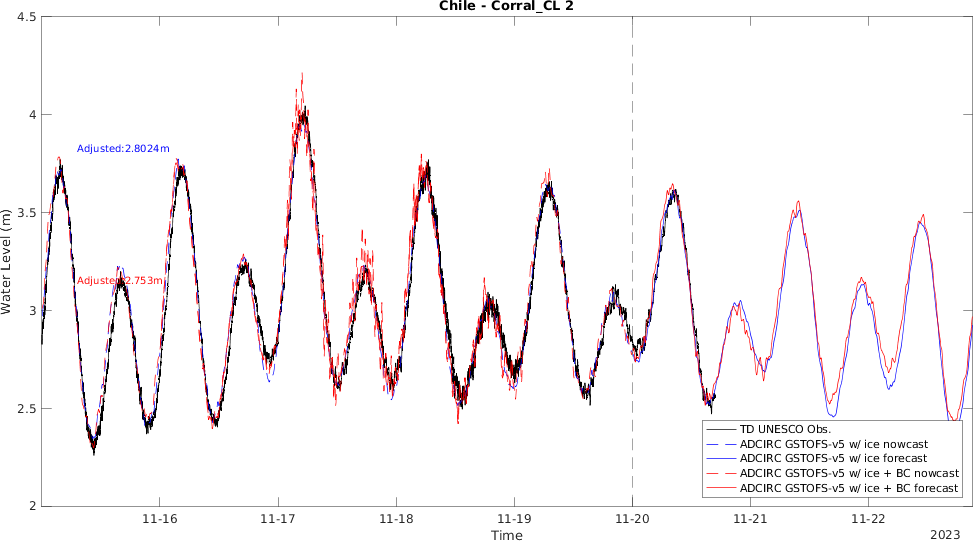 Chile - Corral_CL 2
4.5
4
3.5
3
2.5
2
Water Level (m)
Adjusted:2.8024m
Adjusted:2.753m
TD UNESCO Obs.
ADCIRC GSTOFS-v5 w/ ice nowcast
ADCIRC GSTOFS-v5 w/ ice forecast
ADCIRC GSTOFS-v5 w/ ice + BC nowcast
ADCIRC GSTOFS-v5 w/ ice + BC forecast
11-16 11-17 11-18 11-19 11-20 11-21 11-22
Time
2023